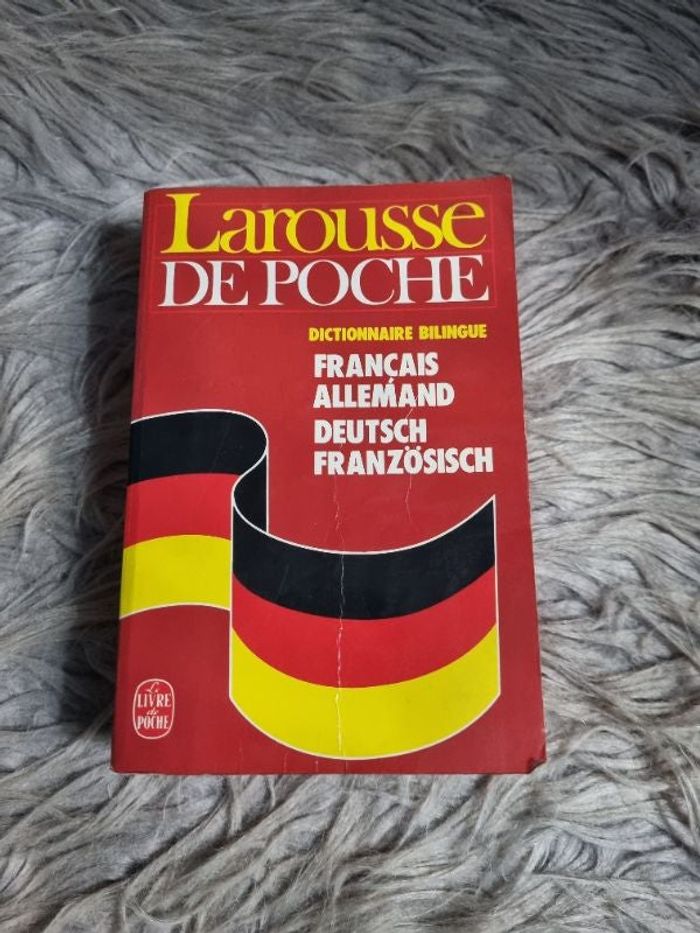 Larousse
DE POCHE
DICTIONNAIRE BILINGUE
FRANÇAIS
ALLEMAND
DEUTSCH
FRANZÖSISCH
Le
LIVRE
de
POCHE